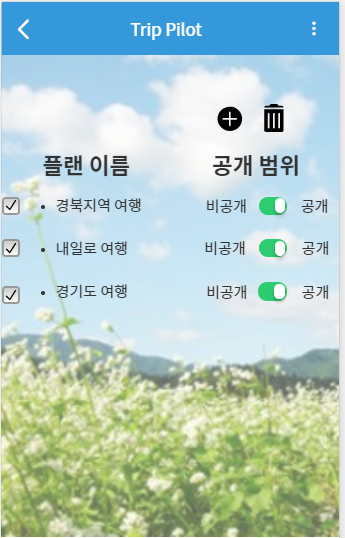 Trip Pilot
플랜 이름 공개 범위
경북지역 여행 비공개 공개
내일로 여행 비공개 공개
경기도 여행 비공개 공개